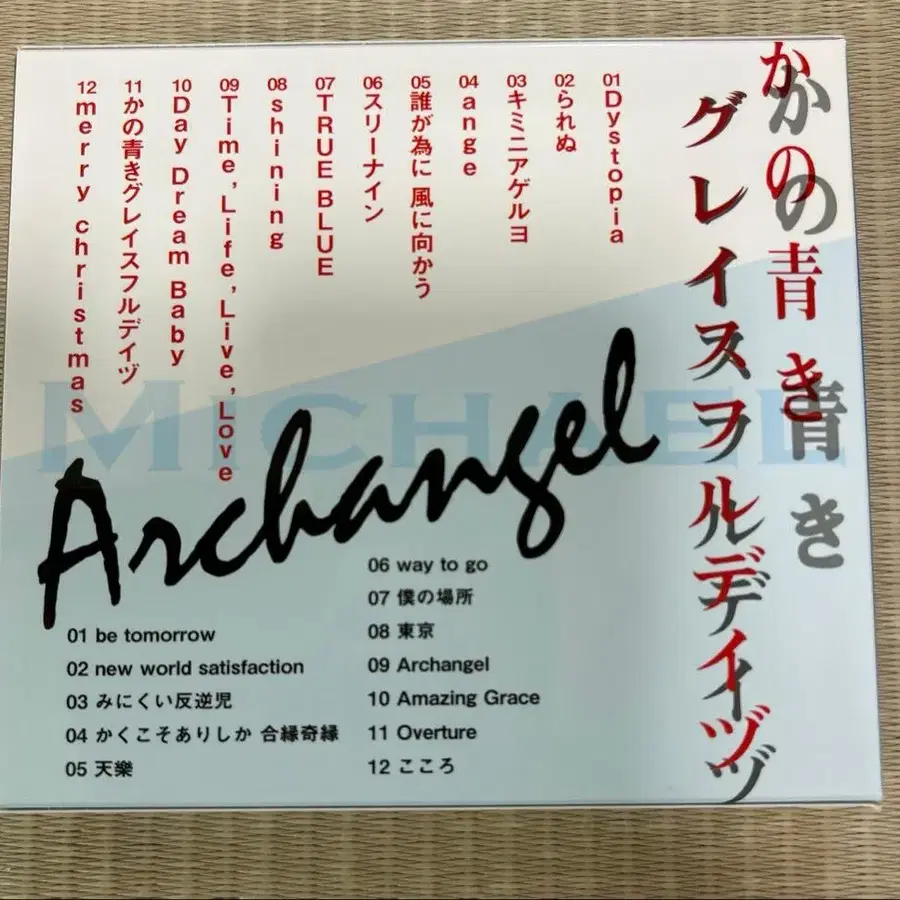 かの青き
グレイスフルデイヅ
01 Dystopia
02 られぬ
03 キミニアゲルヨ
04 ange
05 誰が為に 風に向かう
06 スリーナイン
07 TRUE BLUE
08 shining
09 Time,Life,Live,Love
10 Day Dream Baby
11 かの青きグレイスフルデイヅ
12 merry christmas
MICHAEL
Archangel
01 be tomorrow
02 new world satisfaction
03 みにくい反逆児
04 かくこそありしか 合縁奇縁
05 天樂
06 way to go
07 僕の場所
08 東京
09 Archangel
10 Amazing Grace
11 Overture
12 こころ